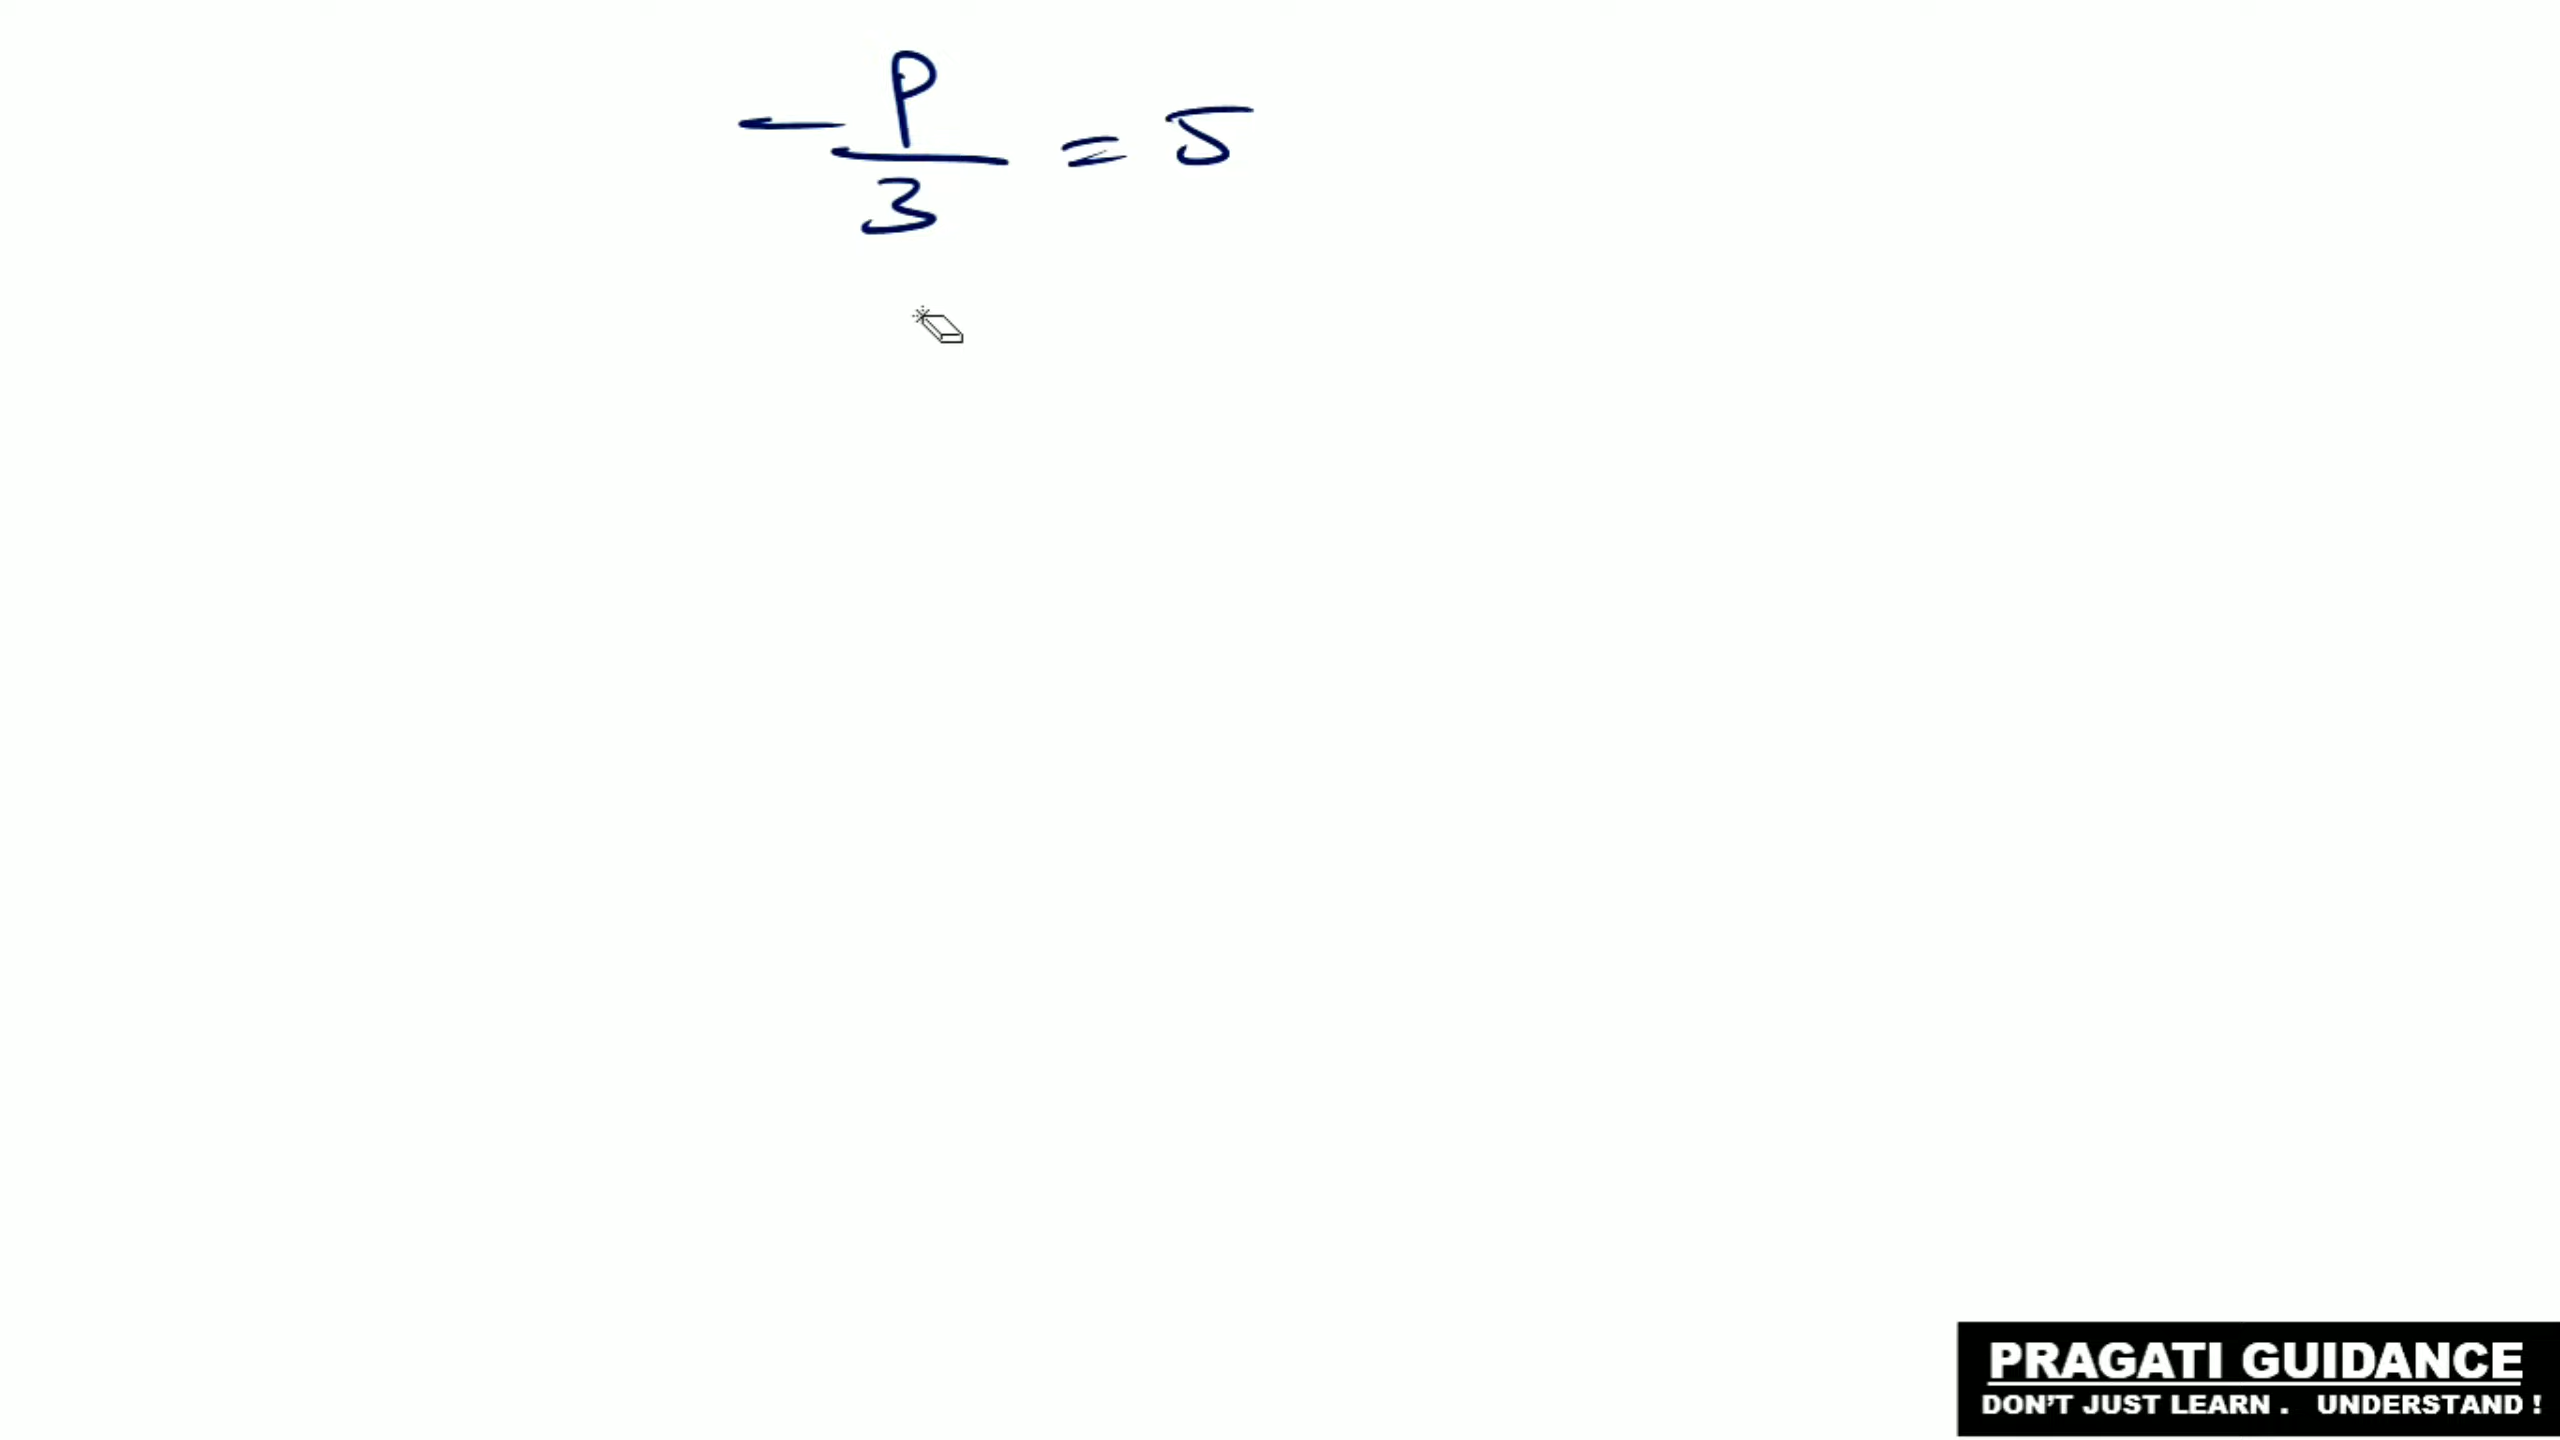 -P/3 = 5
PRAGATI GUIDANCE
DON'T JUST LEARN . UNDERSTAND !